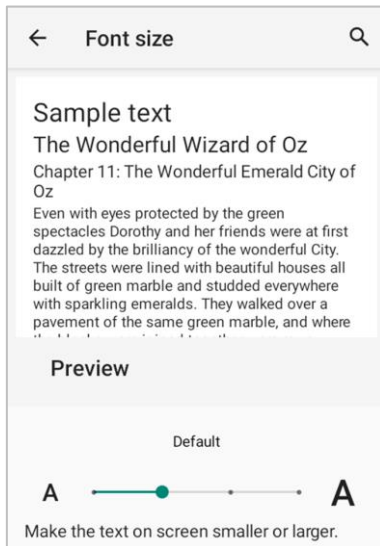 Font size
Sample text
The Wonderful Wizard of Oz
Chapter 11: The Wonderful Emerald City of
Oz
Even with eyes protected by the green
spectacles Dorothy and her friends were at first
dazzled by the brilliancy of the wonderful City.
The streets were lined with beautiful houses all
built of green marble and studded everywhere
with sparkling emeralds. They walked over a
pavement of the same green marble, and where
Preview
Default
A A
Make the text on screen smaller or larger.